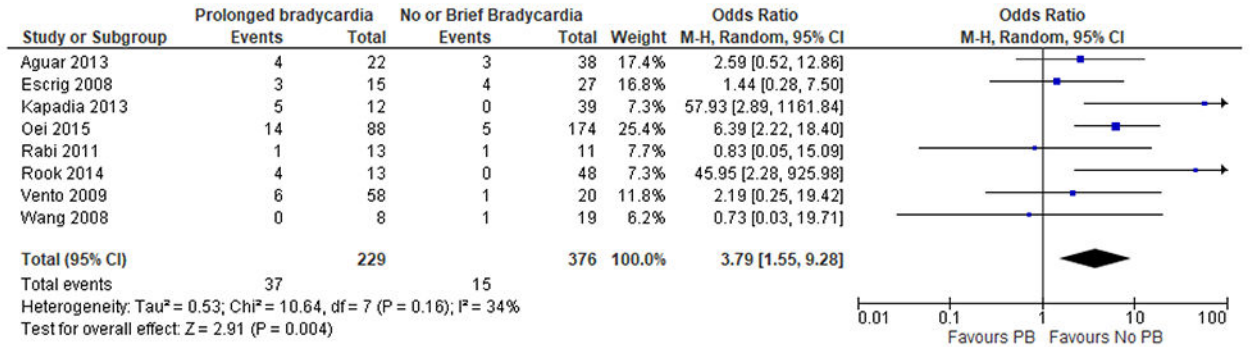 Prolonged bradycardia No or Brief Bradycardia Odds Ratio Odds Ratio
Study or Subgroup Events Total Events Total Weight M-H, Random, 95% CI M-H, Random, 95% CI
Aguar 2013 4 22 3 38 17.4% 2.59 [0.52, 12.86]
Escrig 2008 3 15 4 27 16.8% 1.44 [0.28, 7.50]
Kapadia 2013 5 12 0 39 7.3% 57.93 [2.89, 1161.84]
Oei 2015 14 88 5 174 25.4% 6.39 [2.22, 18.40]
Rabi 2011 1 13 1 11 7.7% 0.83 [0.05, 15.09]
Rook 2014 4 13 0 48 7.3% 45.95 [2.28, 925.98]
Vento 2009 6 58 1 20 11.8% 2.19 [0.25, 19.42]
Wang 2008 0 8 1 19 6.2% 0.73 [0.03, 19.71]
Total (95% CI) 229 376 100.0% 3.79 [1.55, 9.28]
Total events 37 15
Heterogeneity: Tau² = 0.53; Chi² = 10.64, df = 7 (P = 0.16); I² = 34%
Test for overall effect: Z = 2.91 (P = 0.004)
0.01 0.1 1 10 100
Favours PB Favours No PB